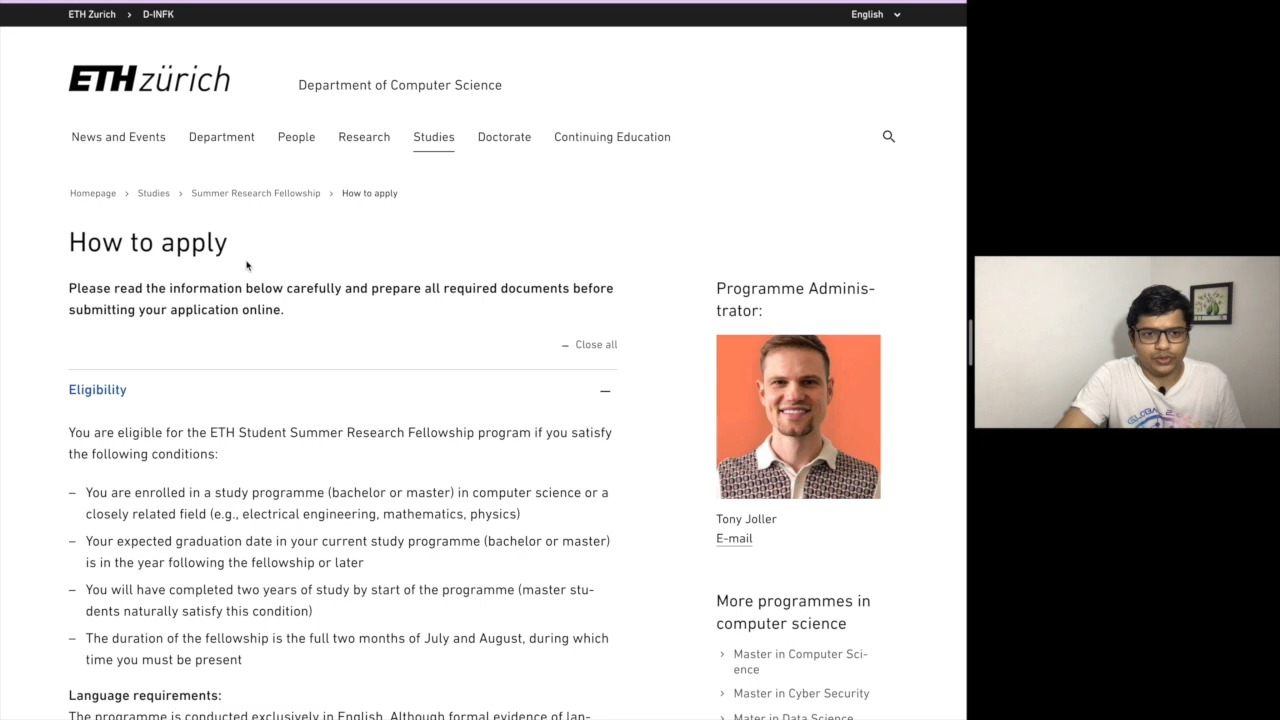 ETH Zurich > D-INFK
English
ETH zürich
Department of Computer Science
News and Events Department People Research Studies Doctorate Continuing Education
Homepage > Studies > Summer Research Fellowship > How to apply
How to apply
Please read the information below carefully and prepare all required documents before
submitting your application online.
– Close all
Eligibility –
You are eligible for the ETH Student Summer Research Fellowship program if you satisfy
the following conditions:
– You are enrolled in a study programme (bachelor or master) in computer science or a
closely related field (e.g., electrical engineering, mathematics, physics)
– Your expected graduation date in your current study programme (bachelor or master)
is in the year following the fellowship or later
– You will have completed two years of study by start of the programme (master stu-
dents naturally satisfy this condition)
– The duration of the fellowship is the full two months of July and August, during which
time you must be present
Language requirements:
The programme is conducted exclusively in English. Although formal evidence of lan-
Programme Adminis-
trator:
Tony Joller
E-mail
More programmes in
computer science
> Master in Computer Sci-
ence
> Master in Cyber Security
> Mater in Data Science
GLOBAL